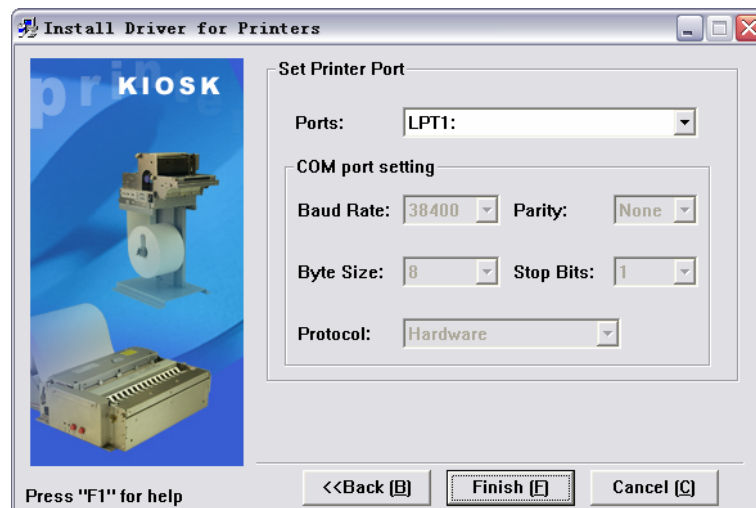 Install Driver for Printers
printe
KIOSK
Set Printer Port
Ports: LPT1:
COM port setting
Baud Rate: 38400 Parity: None
Byte Size: 8 Stop Bits: 1
Protocol: Hardware
Press "F1" for help
<<Back (B) Finish (F) Cancel (C)